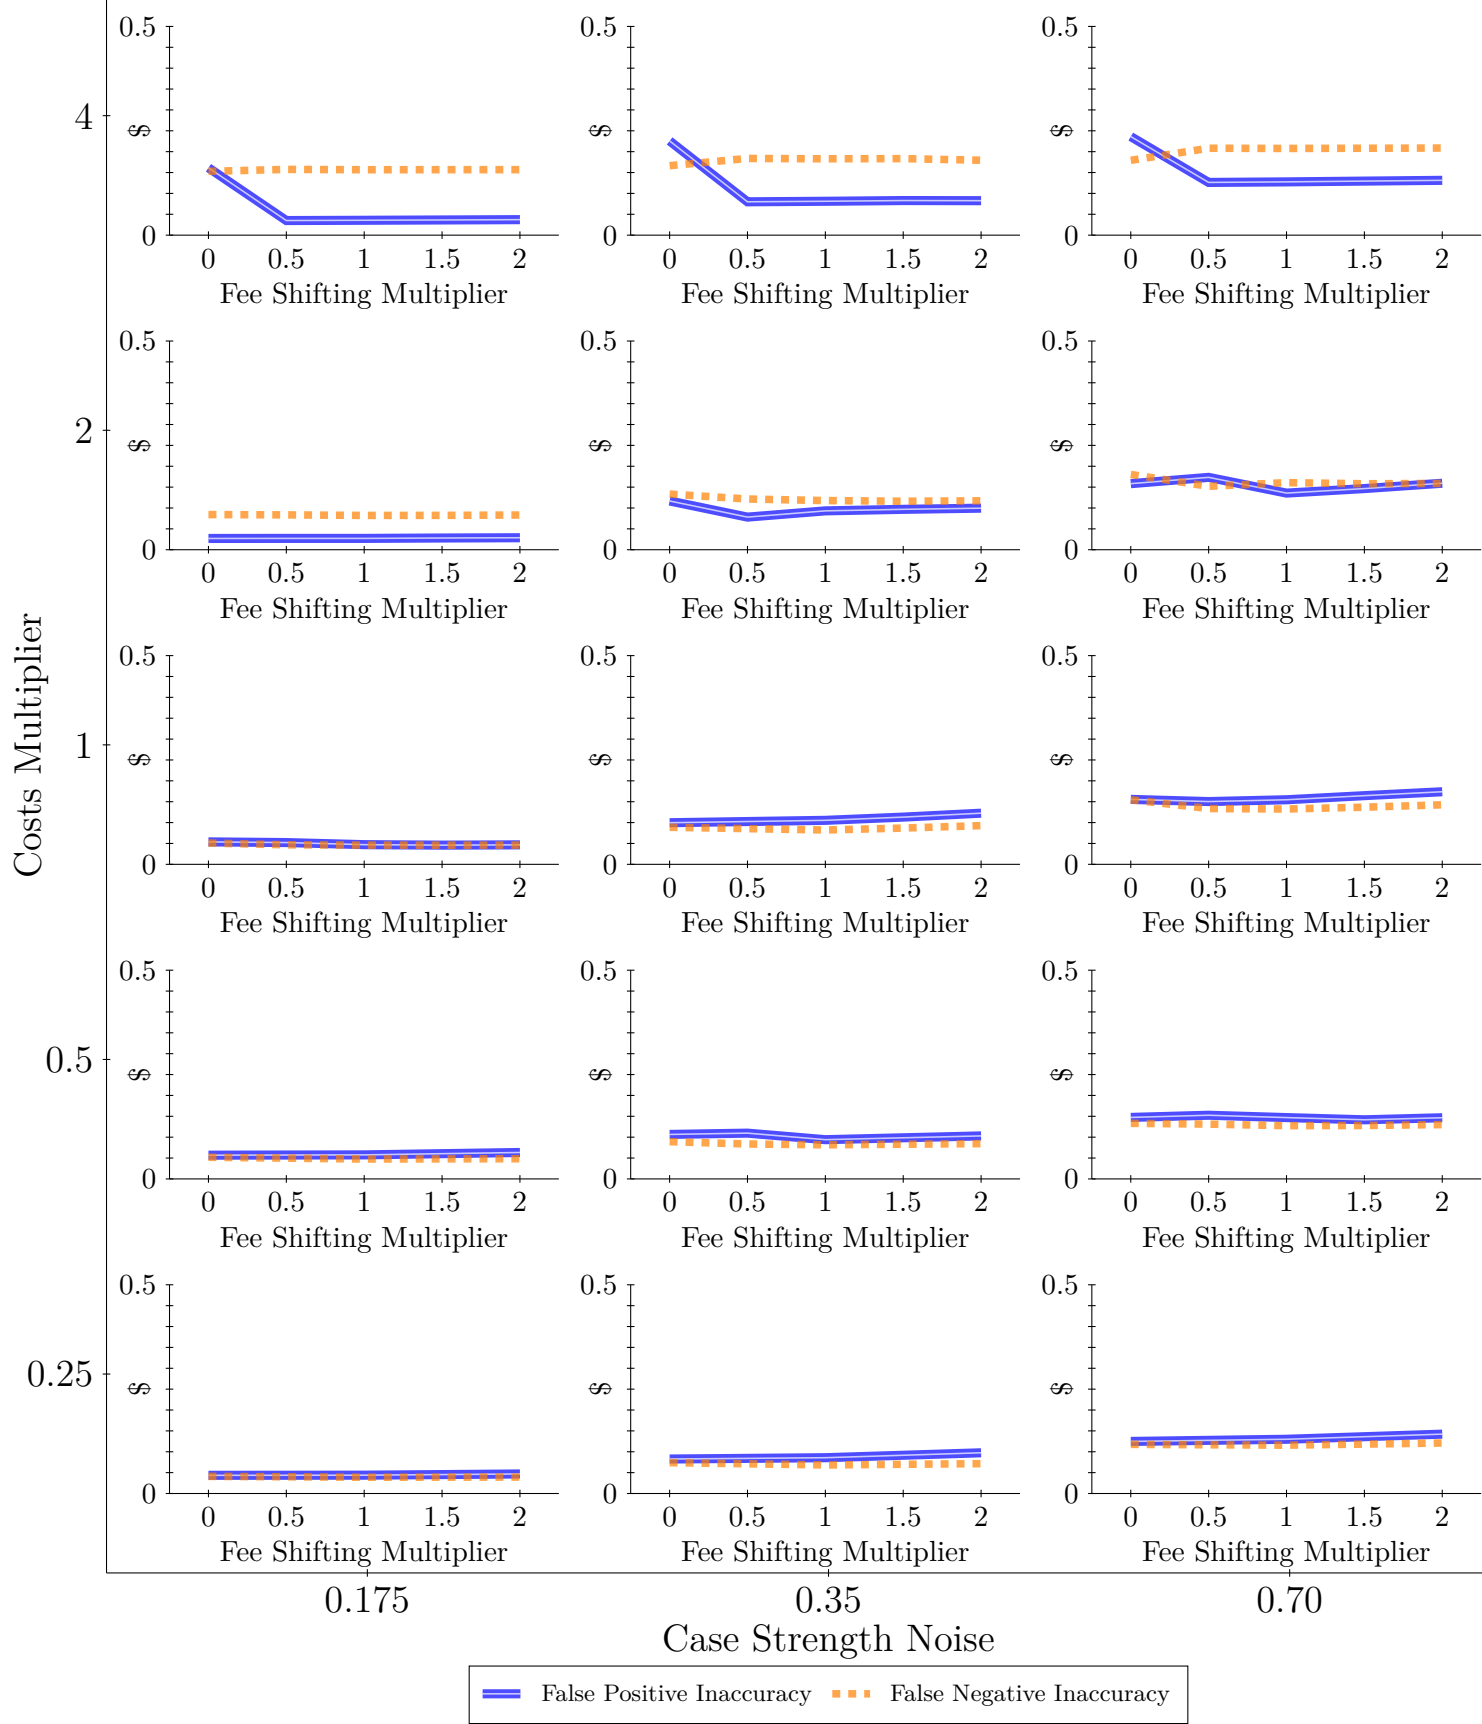 0.5 0.5 0.5
4 $ $ $
0 0 0
0 0.5 1 1.5 2 0 0.5 1 1.5 2 0 0.5 1 1.5 2
Fee Shifting Multiplier Fee Shifting Multiplier Fee Shifting Multiplier
0.5 0.5 0.5
2 $ $ $
0 0 0
0 0.5 1 1.5 2 0 0.5 1 1.5 2 0 0.5 1 1.5 2
Fee Shifting Multiplier Fee Shifting Multiplier Fee Shifting Multiplier
Costs Multiplier
0.5 0.5 0.5
1 $ $ $
0 0 0
0 0.5 1 1.5 2 0 0.5 1 1.5 2 0 0.5 1 1.5 2
Fee Shifting Multiplier Fee Shifting Multiplier Fee Shifting Multiplier
0.5 0.5 0.5
0.5 $ $ $
0 0 0
0 0.5 1 1.5 2 0 0.5 1 1.5 2 0 0.5 1 1.5 2
Fee Shifting Multiplier Fee Shifting Multiplier Fee Shifting Multiplier
0.5 0.5 0.5
0.25 $ $ $
0 0 0
0 0.5 1 1.5 2 0 0.5 1 1.5 2 0 0.5 1 1.5 2
Fee Shifting Multiplier Fee Shifting Multiplier Fee Shifting Multiplier
0.175 0.35 0.70
Case Strength Noise
False Positive Inaccuracy False Negative Inaccuracy